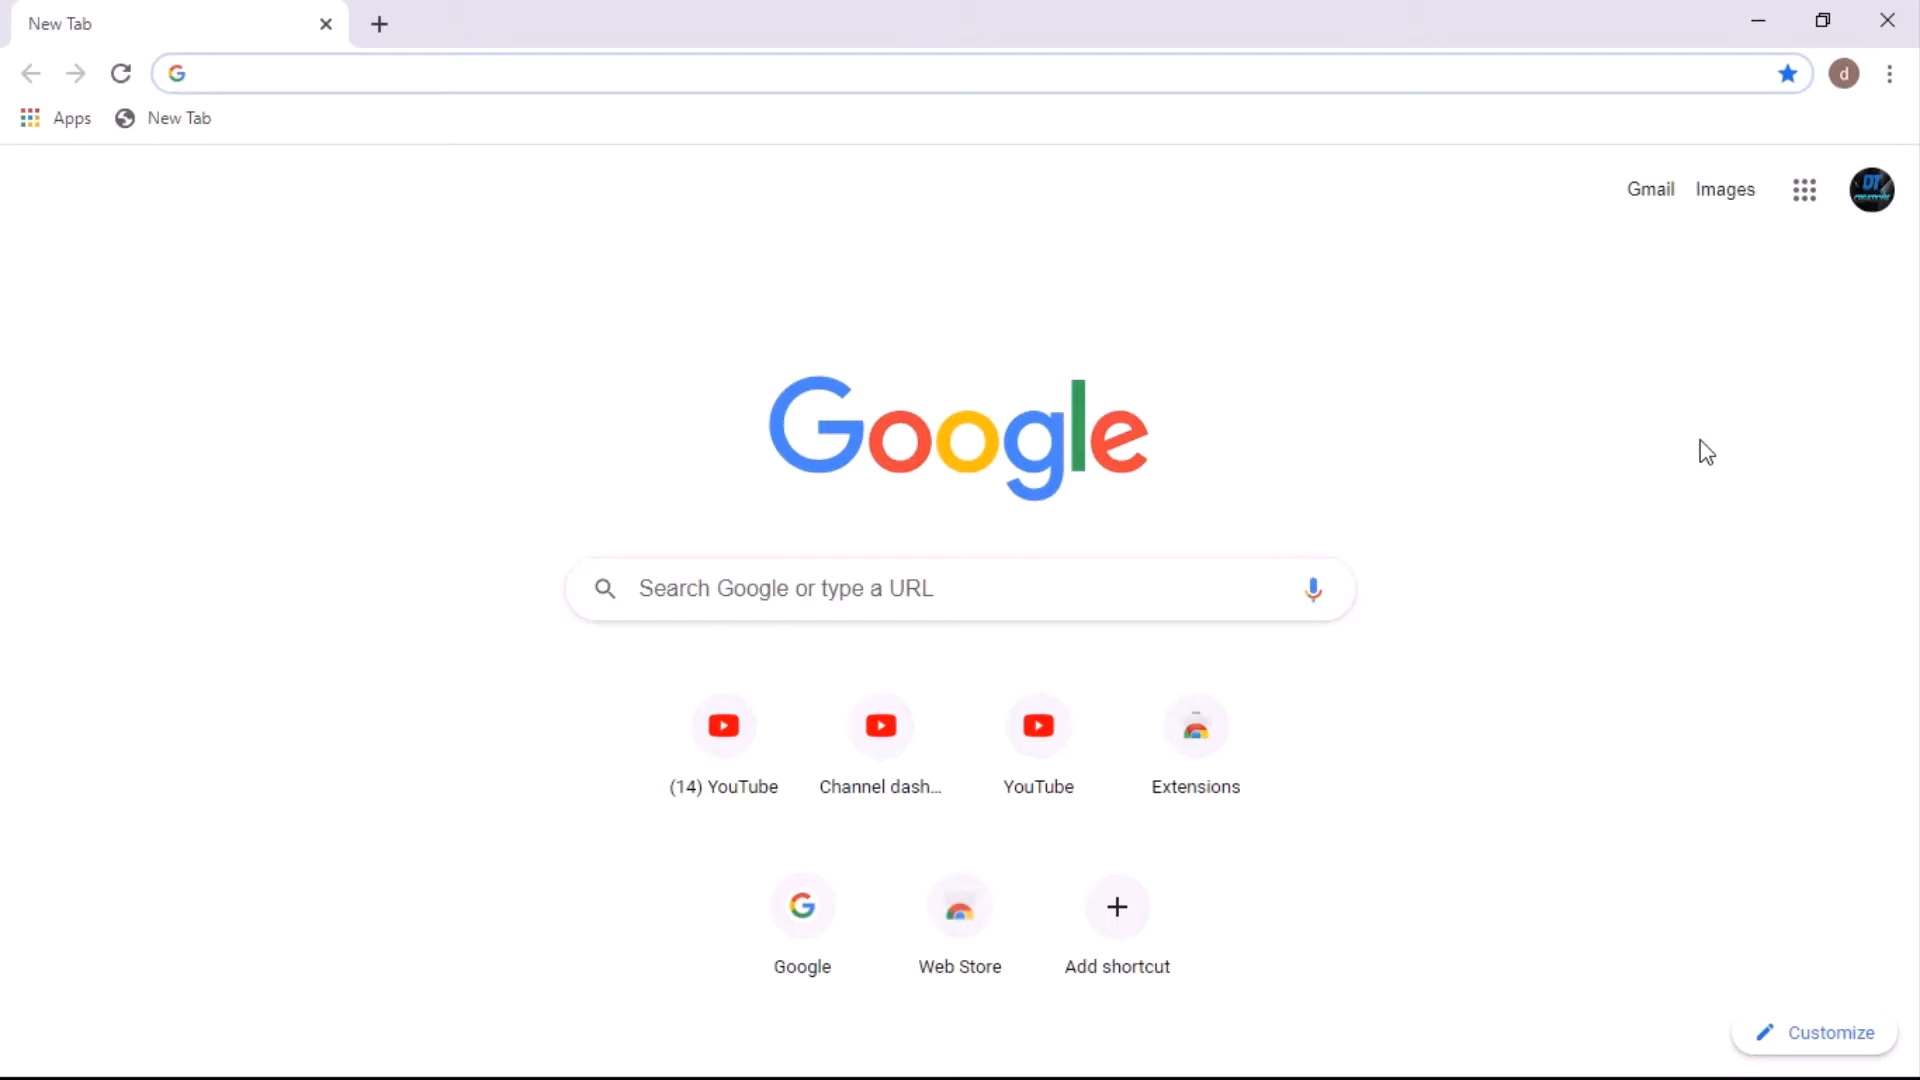 New Tab
Apps
New Tab
d
Gmail
Images
DT
Google
Search Google or type a URL
(14) YouTube
Channel dash...
YouTube
Extensions
Google
Web Store
Add shortcut
Customize